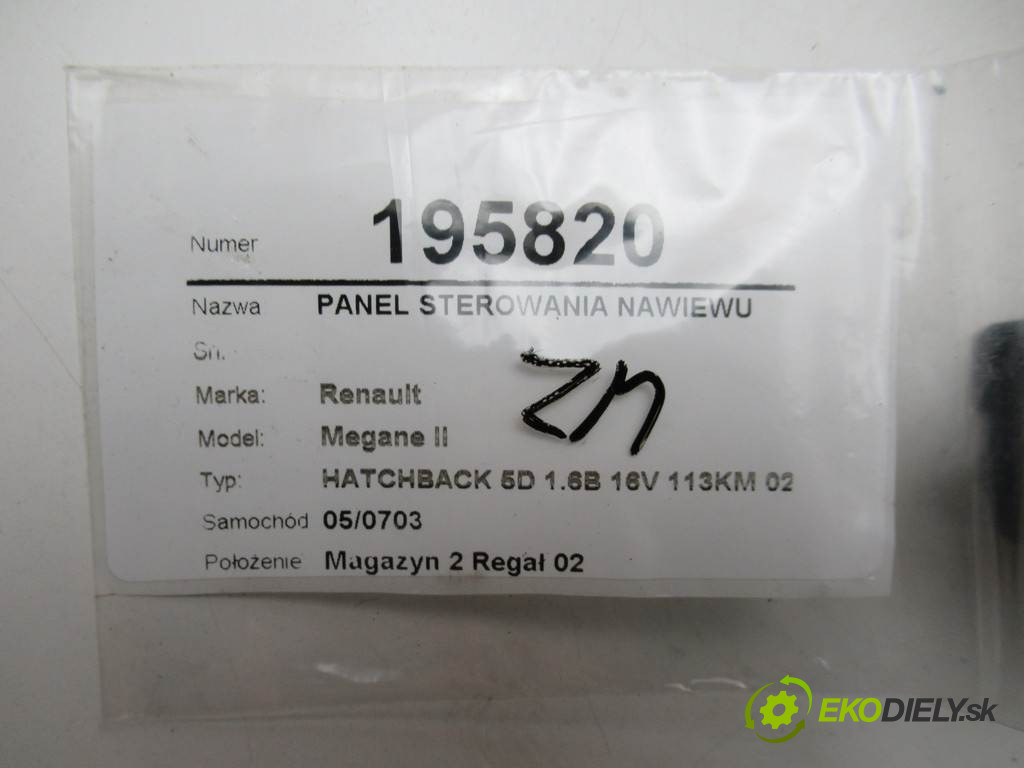 Numer 195820
Nazwa PANEL STEROWANIA NAWIEWU
Sn.
Marka: Renault
Model: Megane II
Typ: HATCHBACK 5D 1.6B 16V 113KM 02
Samochód 05/0703
Położenie Magazyn 2 Regał 02
EKODIELY.sk